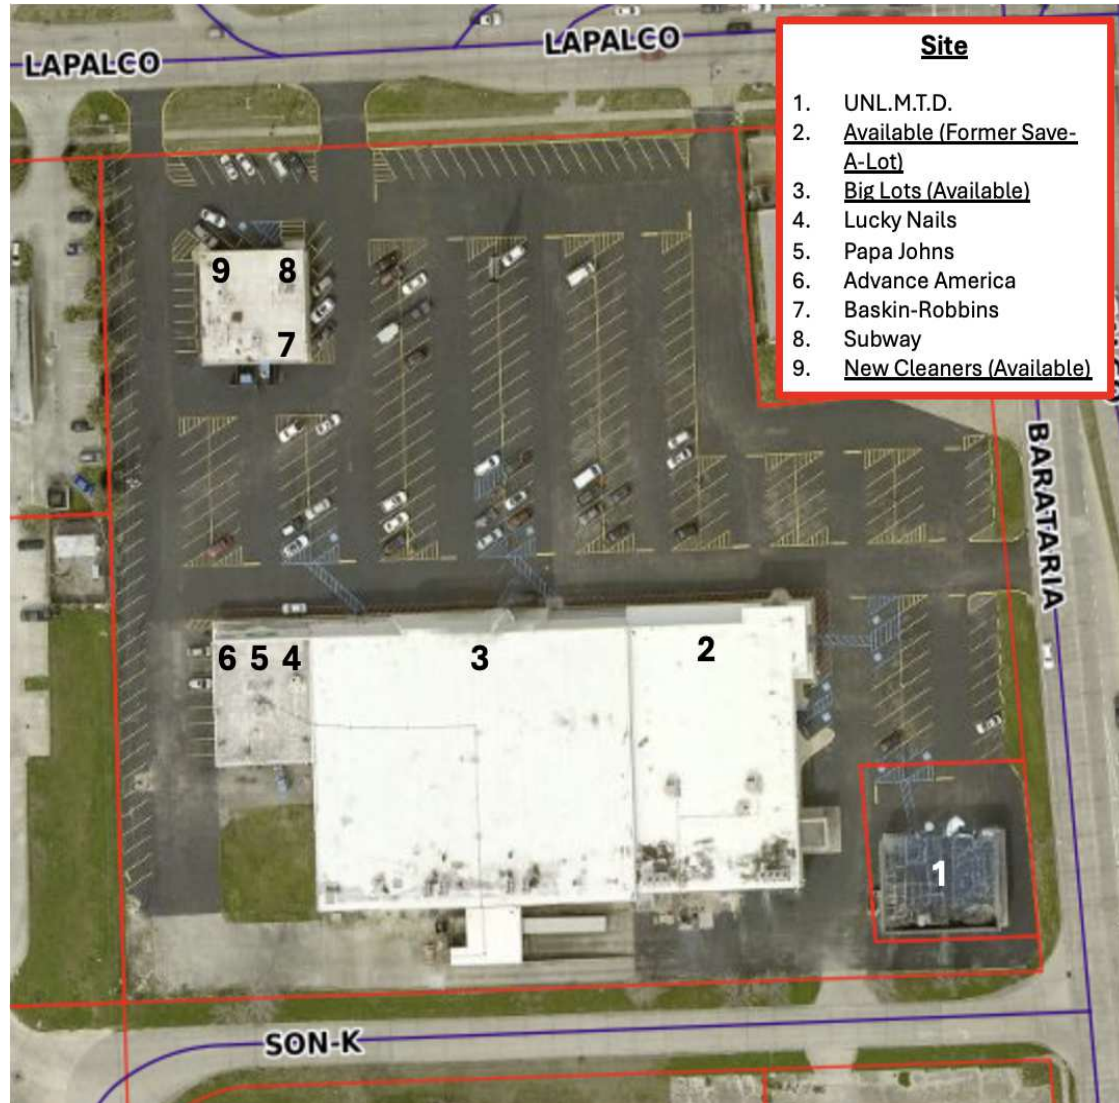 LAPALCO
LAPALCO
Site
1. UNL.M.T.D.
2. Available (Former Save-
A-Lot)
3. Big Lots (Available)
4. Lucky Nails
5. Papa Johns
6. Advance America
7. Baskin-Robbins
8. Subway
9. New Cleaners (Available)
9 8
7
BARATARIA
6 5 4 3 2
1
SON-K